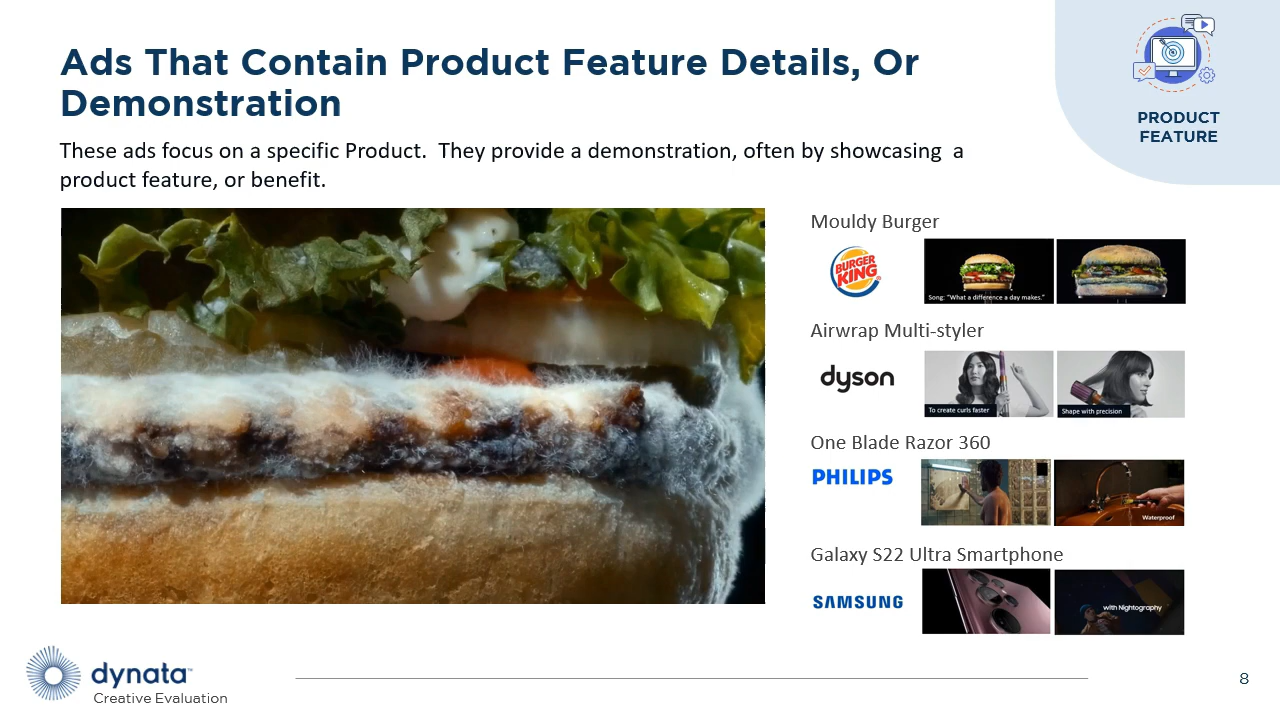 Ads That Contain Product Feature Details, Or
Demonstration
PRODUCT
FEATURE
These ads focus on a specific Product.  They provide a demonstration, often by showcasing  a
product feature, or benefit.
Mouldy Burger
BURGER
KING
Song: "What a difference a day makes."
Airwrap Multi-styler
dyson
To create curls faster
Shape with precision
One Blade Razor 360
PHILIPS
Waterproof
Galaxy S22 Ultra Smartphone
SAMSUNG
with Nightography
dynata™
Creative Evaluation
8